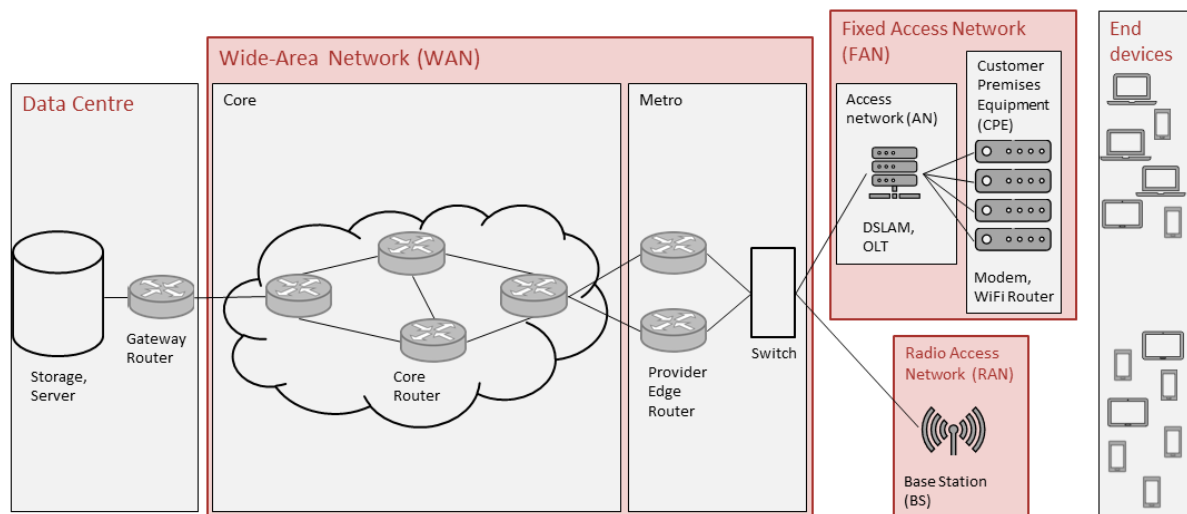 Data Centre
Storage,
Server
Gateway
Router
Wide-Area Network (WAN)
Core
Core
Router
Metro
Provider
Edge
Router
Switch
Fixed Access Network
(FAN)
Access
network (AN)
DSLAM,
OLT
Customer
Premises
Equipment
(CPE)
Modem,
WiFi Router
Radio Access
Network (RAN)
Base Station
(BS)
End
devices